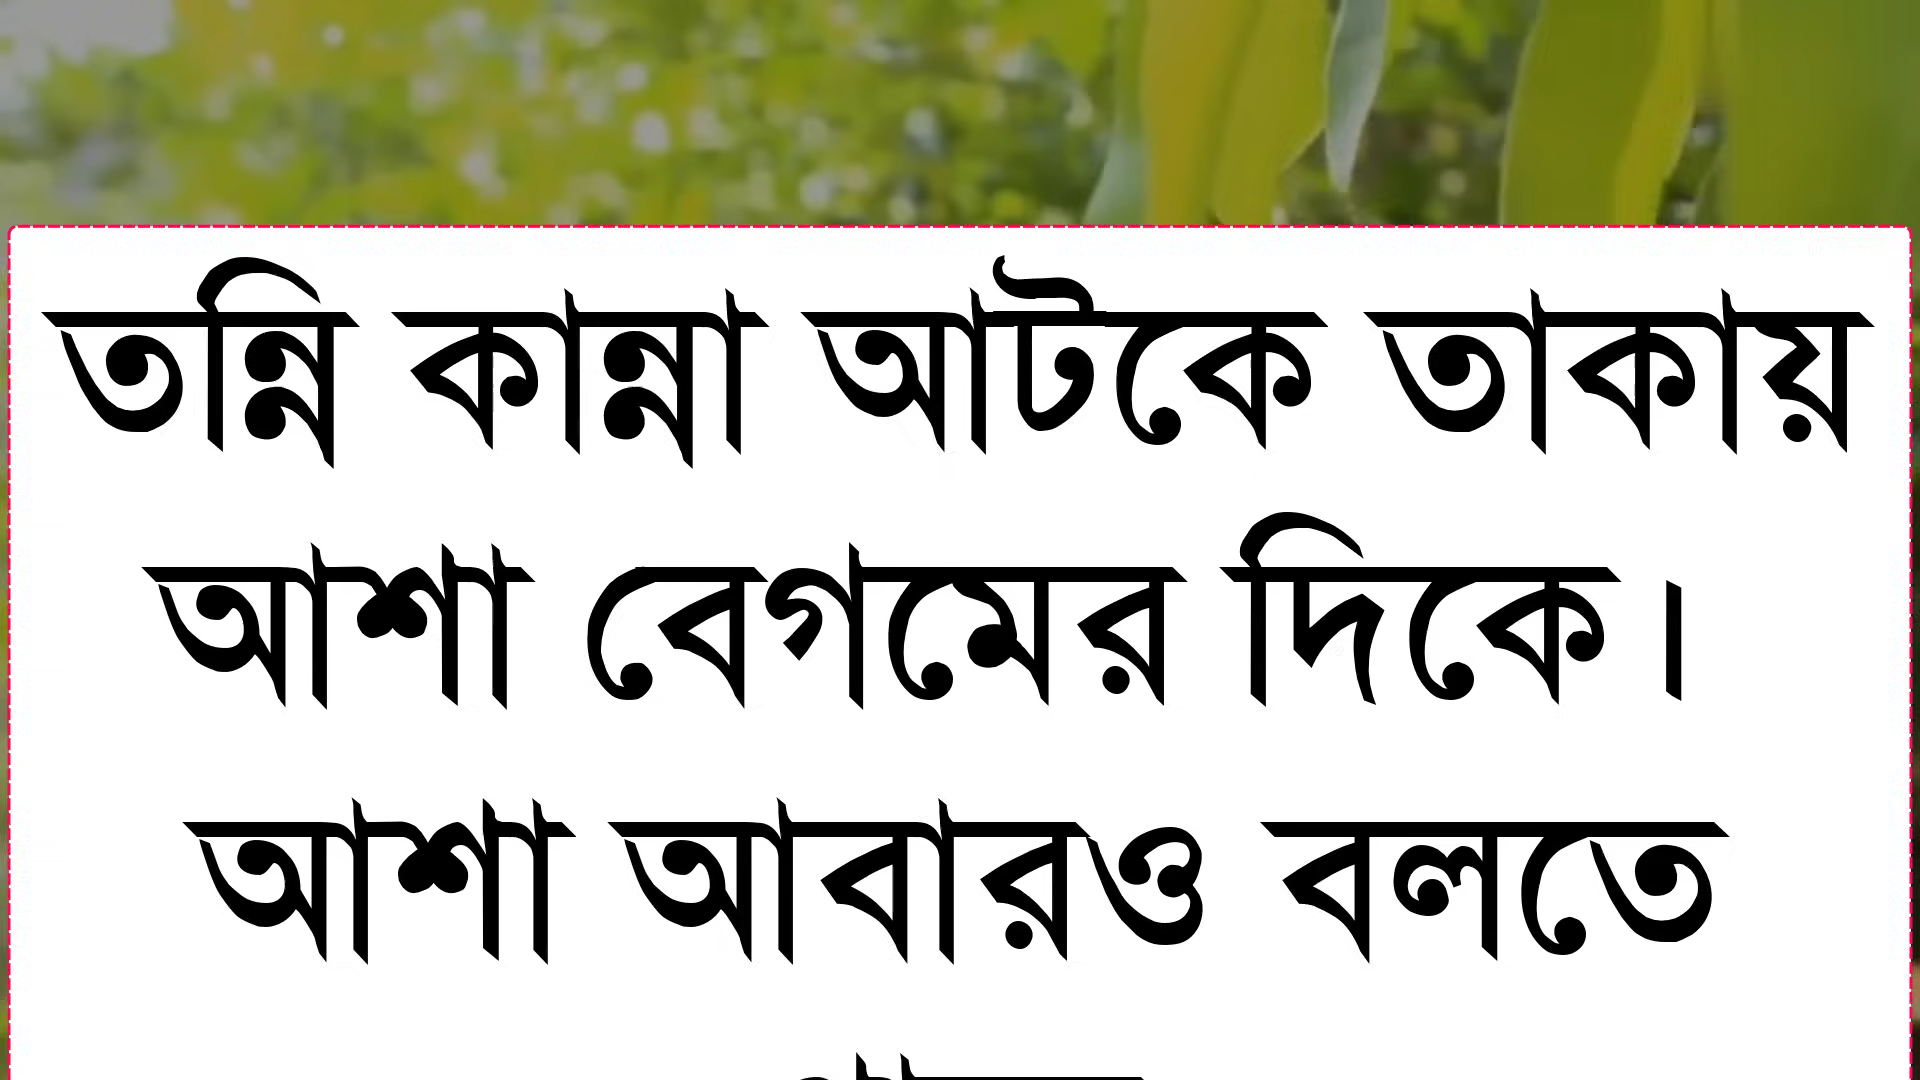 তন্নি কান্না আটকে তাকায়
আশা বেগমের দিকে।
আশা আবারও বলতে